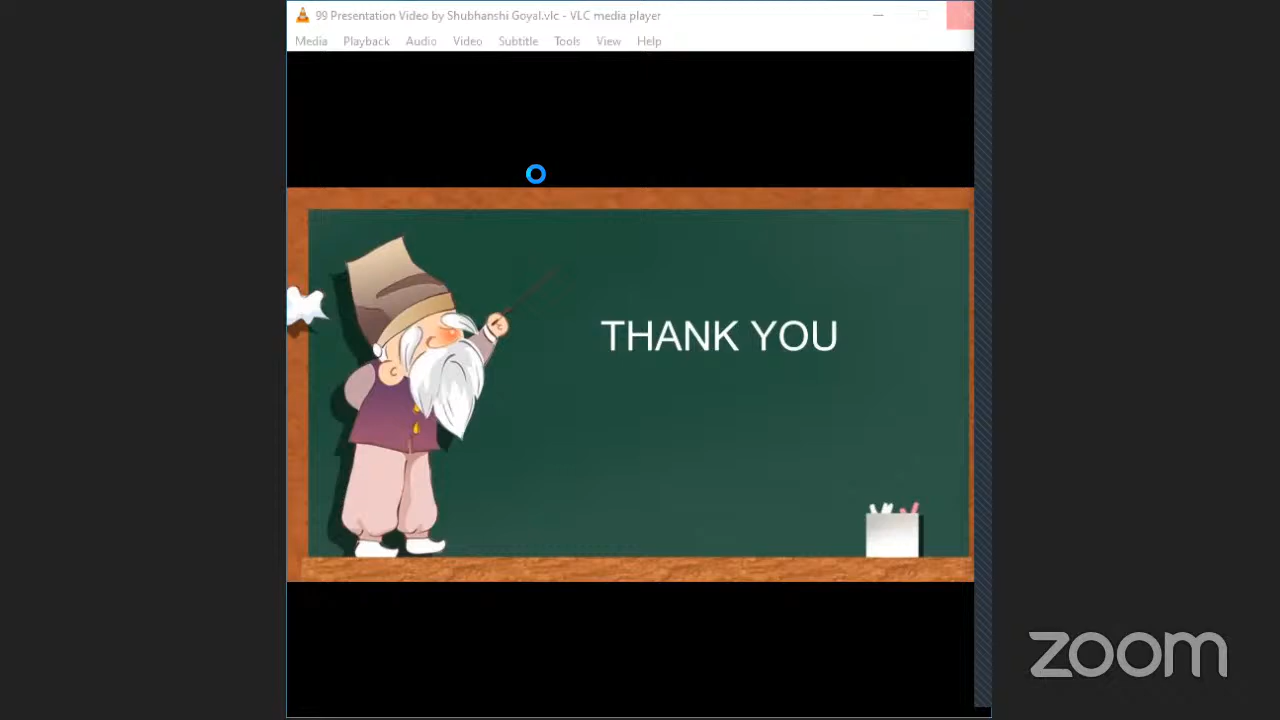 99 Presentation Video by Shubhanshi Goyal.vlc - VLC media player
Media Playback Audio Video Subtitle Tools View Help
THANK YOU
zoom